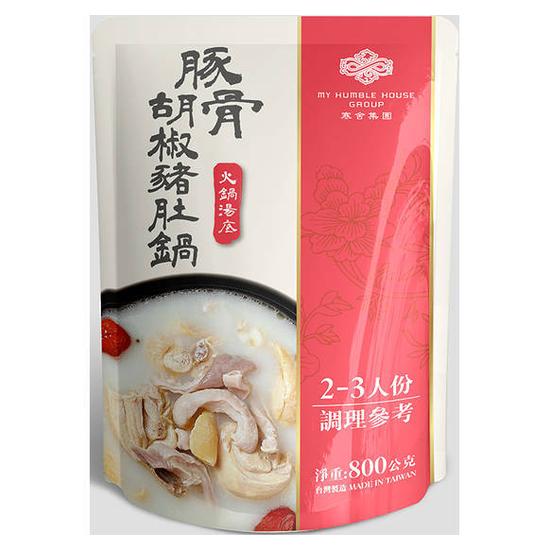 豚骨
胡椒豬肚鍋
火鍋湯底
MY HUMBLE HOUSE
GROUP
寒舍集團
2-3人份
調理參考
淨重:800公克
台灣製造 MADE IN TAIWAN